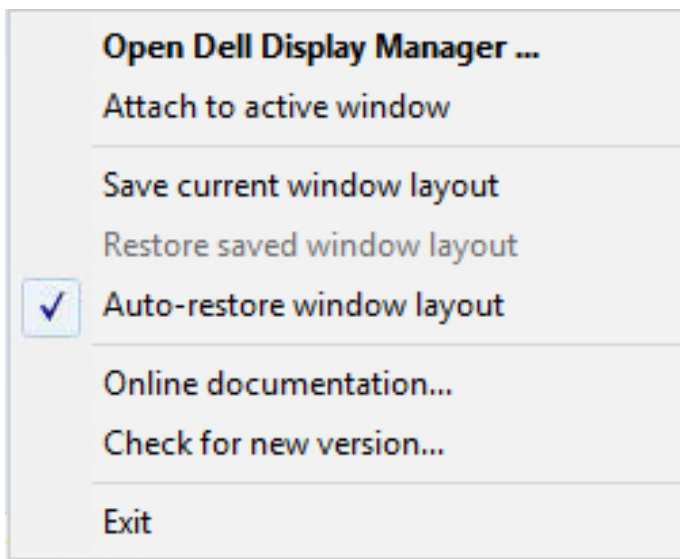 Open Dell Display Manager ...
Attach to active window
Save current window layout
Restore saved window layout
Auto-restore window layout
Online documentation...
Check for new version...
Exit